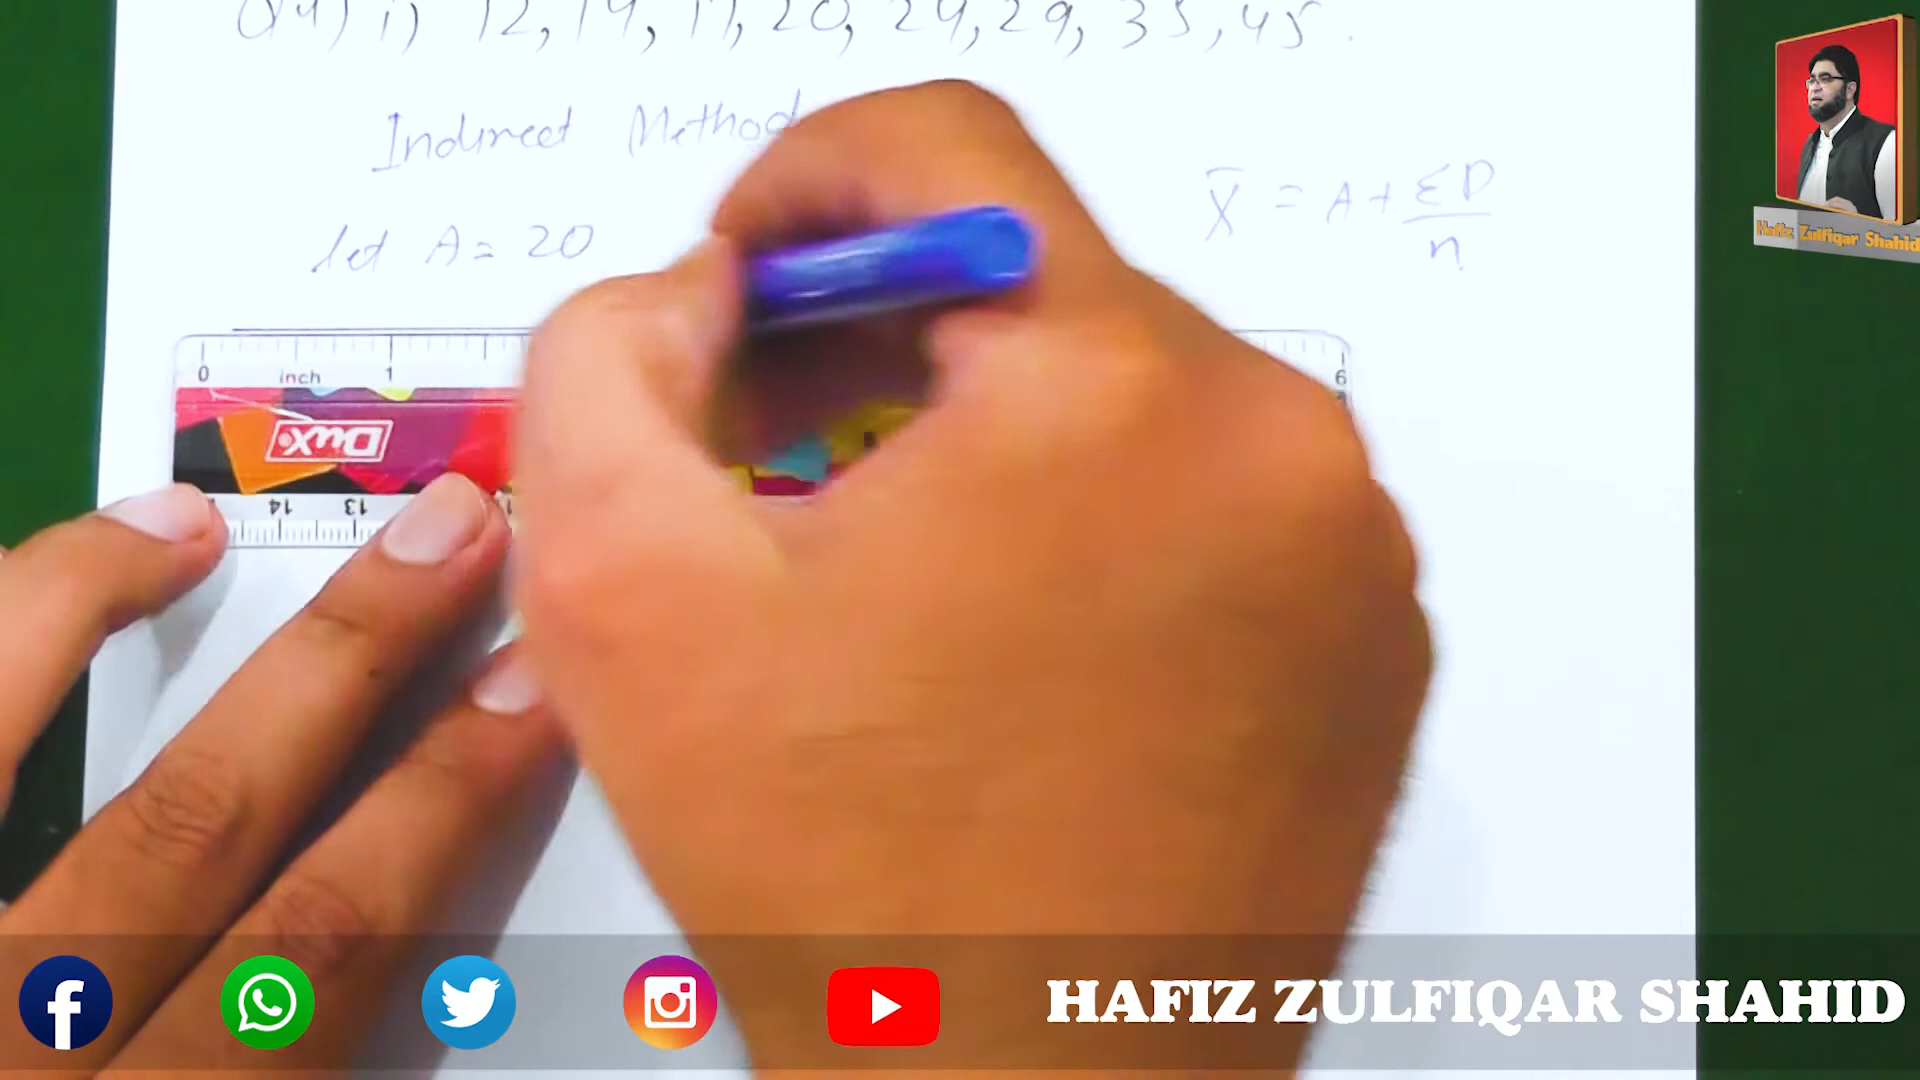 Q4) i) 12, 14, 17, 20, 24, 29, 35, 45.
Indirect Method
let A = 20
X̄ = A + ΣD/n
0 inch 1 6
Dux
14 13
Hafiz Zulfiqar Shahid
HAFIZ ZULFIQAR SHAHID